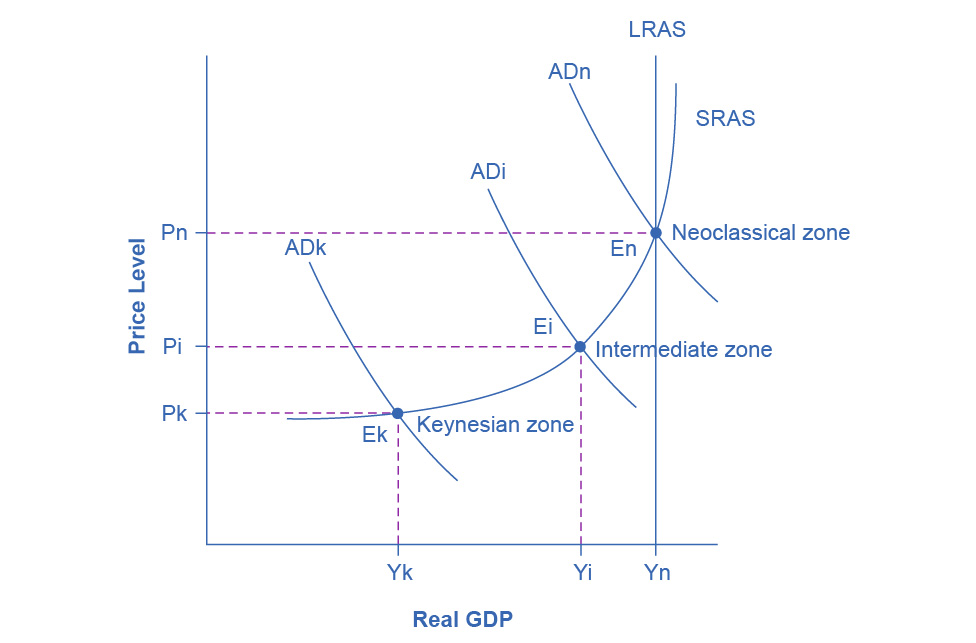 LRAS
ADn
SRAS
ADi
Pn
Neoclassical zone
En
ADk
Price Level
Ei
Pi
Intermediate zone
Pk
Keynesian zone
Ek
Yk
Yi
Yn
Real GDP